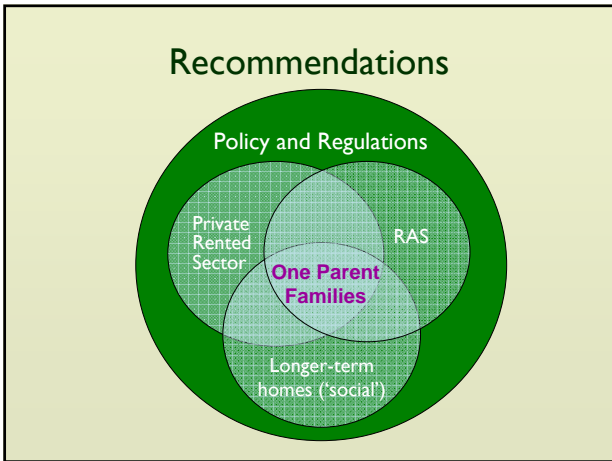 Recommendations
Policy and Regulations
Private
Rented
Sector
RAS
One Parent
Families
Longer-term
homes (‘social’)